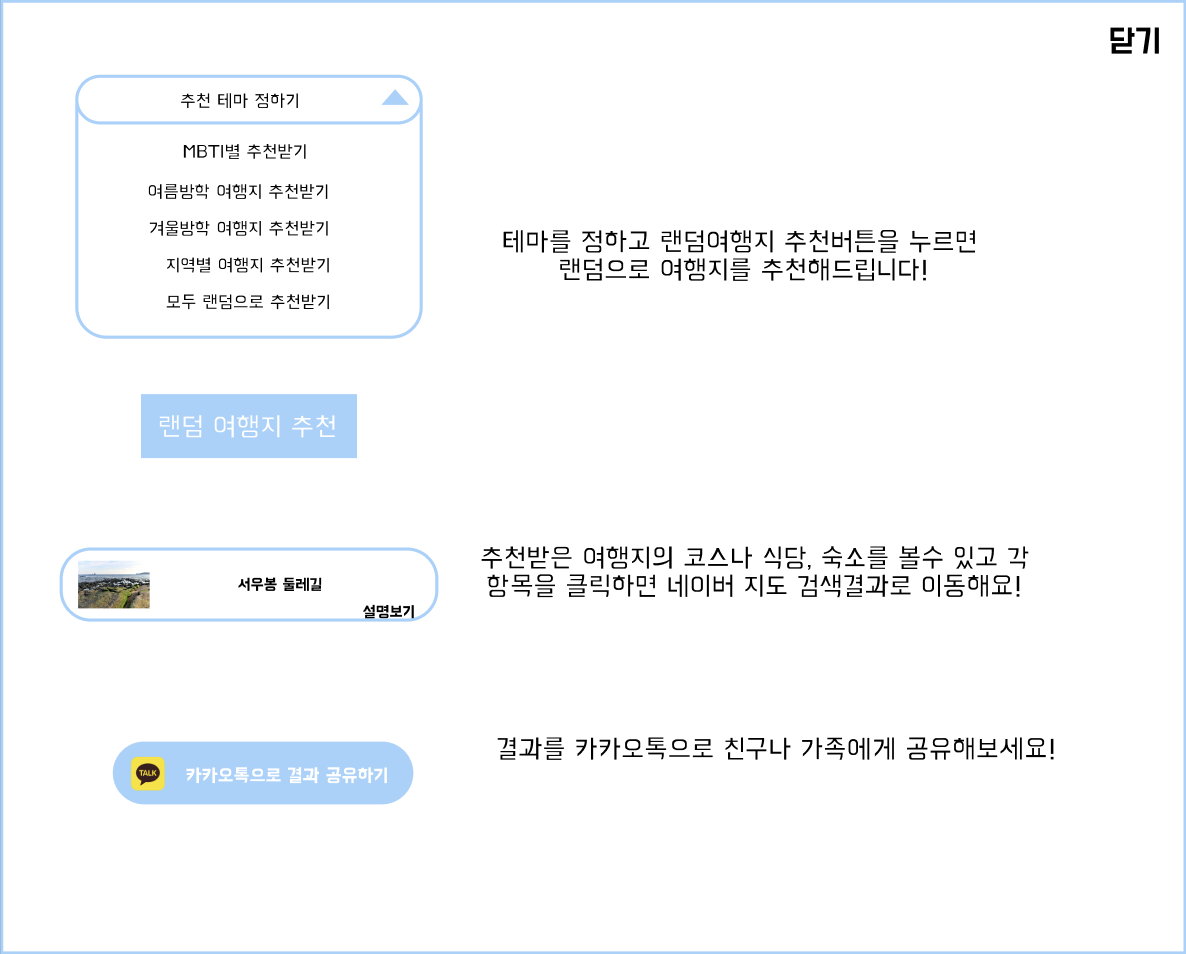 닫기
추천 테마 정하기
MBTI별 추천받기
여름방학 여행지 추천받기
겨울방학 여행지 추천받기
지역별 여행지 추천받기
모두 랜덤으로 추천받기
테마를 정하고 랜덤여행지 추천버튼을 누르면
랜덤으로 여행지를 추천해드립니다!
랜덤 여행지 추천
서우봉 둘레길
설명보기
추천받은 여행지의 코스나 식당, 숙소를 볼수 있고 각
항목을 클릭하면 네이버 지도 검색결과로 이동해요!
TALK
카카오톡으로 결과 공유하기
결과를 카카오톡으로 친구나 가족에게 공유해보세요!